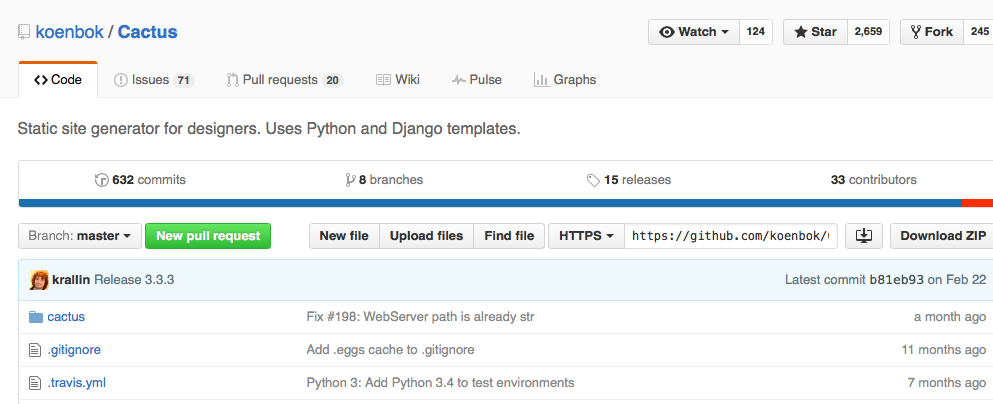 koenbok / Cactus
Watch 124 Star 2,659 Fork 245
Code Issues 71 Pull requests 20 Wiki Pulse Graphs
Static site generator for designers. Uses Python and Django templates.
632 commits 8 branches 15 releases 33 contributors
Branch: master New pull request New file Upload files Find file HTTPS https://github.com/koenbok/ Download ZIP
krallin Release 3.3.3 Latest commit b81eb93 on Feb 22
cactus Fix #198: WebServer path is already str a month ago
.gitignore Add .eggs cache to .gitignore 11 months ago
.travis.yml Python 3: Add Python 3.4 to test environments 7 months ago